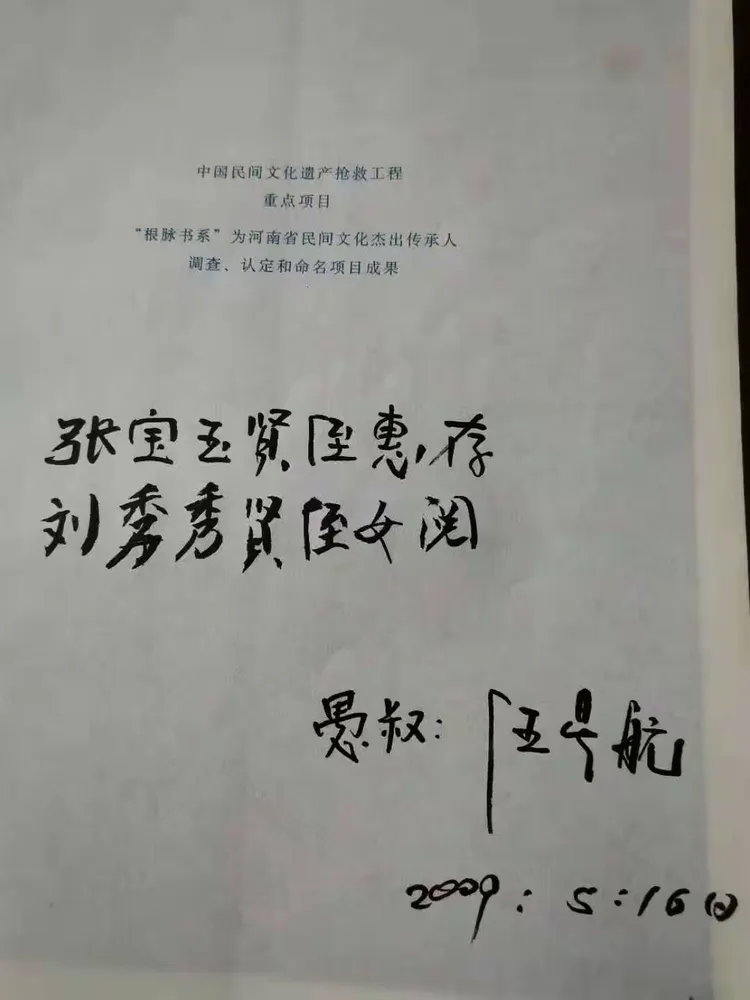 中国民间文化遗产抢救工程
重点项目
“根脉书系”为河南省民间文化杰出传承人
调查、认定和命名项目成果
张宝玉贤侄惠存
刘秀秀贤侄女阅
愚叔：
2009：5：16日